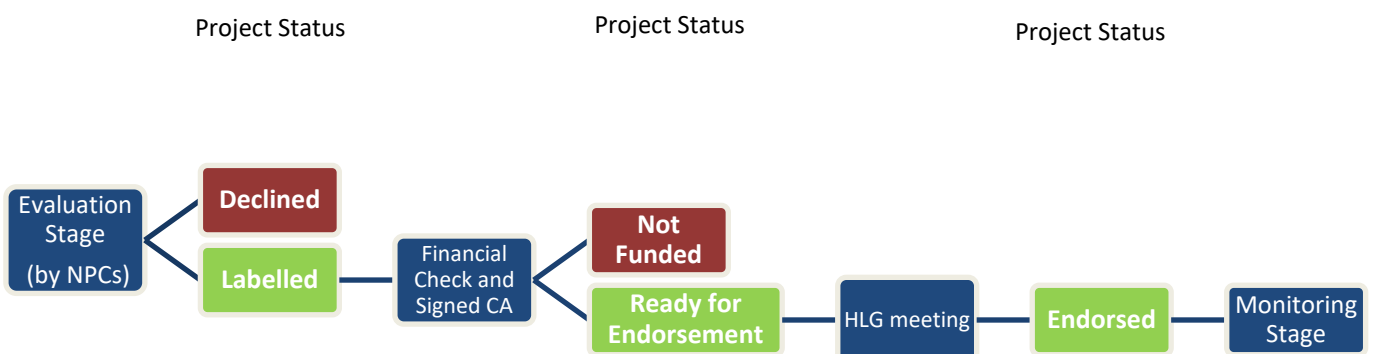 Project Status
Project Status
Project Status
Evaluation
Stage
(by NPCs)
Declined
Labelled
Financial
Check and
Signed CA
Not
Funded
Ready for
Endorsement
HLG meeting
Endorsed
Monitoring
Stage